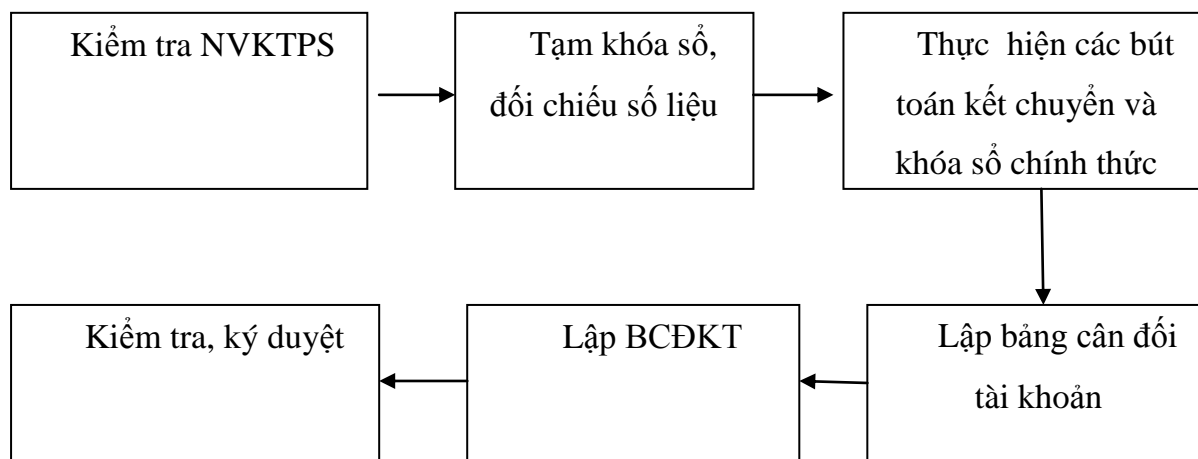 Kiểm tra NVKTPS
Tạm khóa sổ,
đối chiếu số liệu
Thực hiện các bút
toán kết chuyển và
khóa sổ chính thức
Kiểm tra, ký duyệt
Lập BCĐKT
Lập bảng cân đối
tài khoản